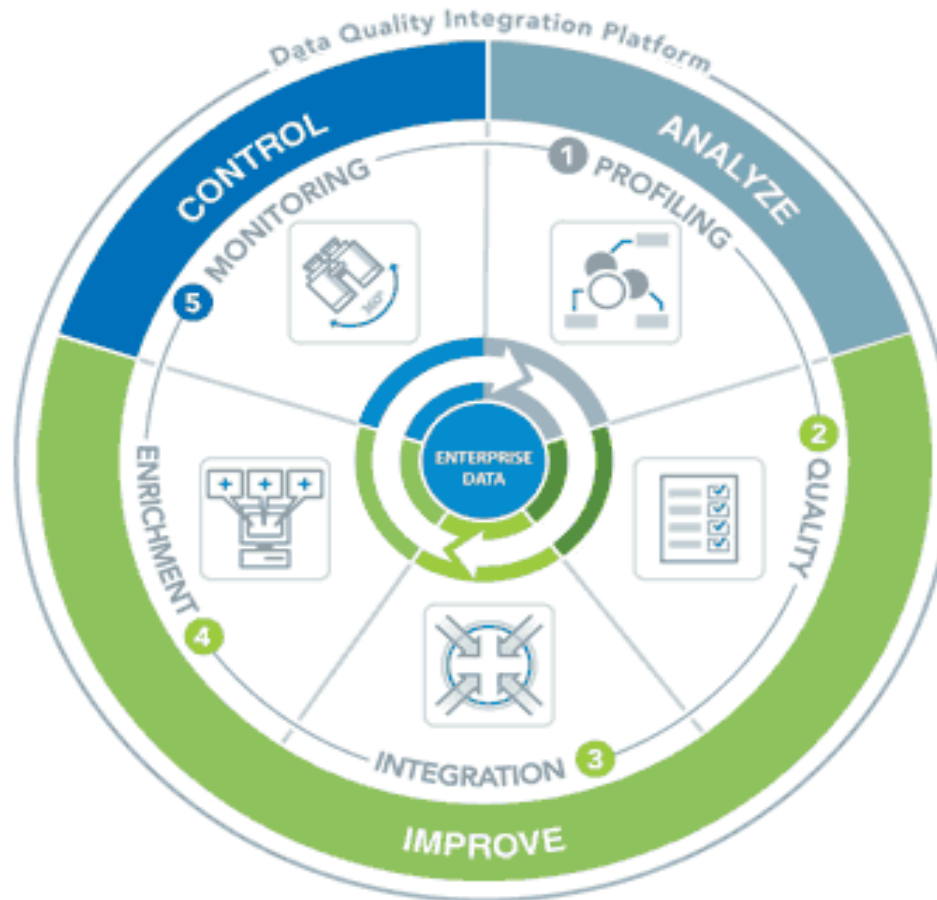 Data Quality Integration Platform
CONTROL
ANALYZE
1 PROFILING
5 MONITORING
360°
2 QUALITY
ENTERPRISE
DATA
ENRICHMENT
4
INTEGRATION 3
IMPROVE